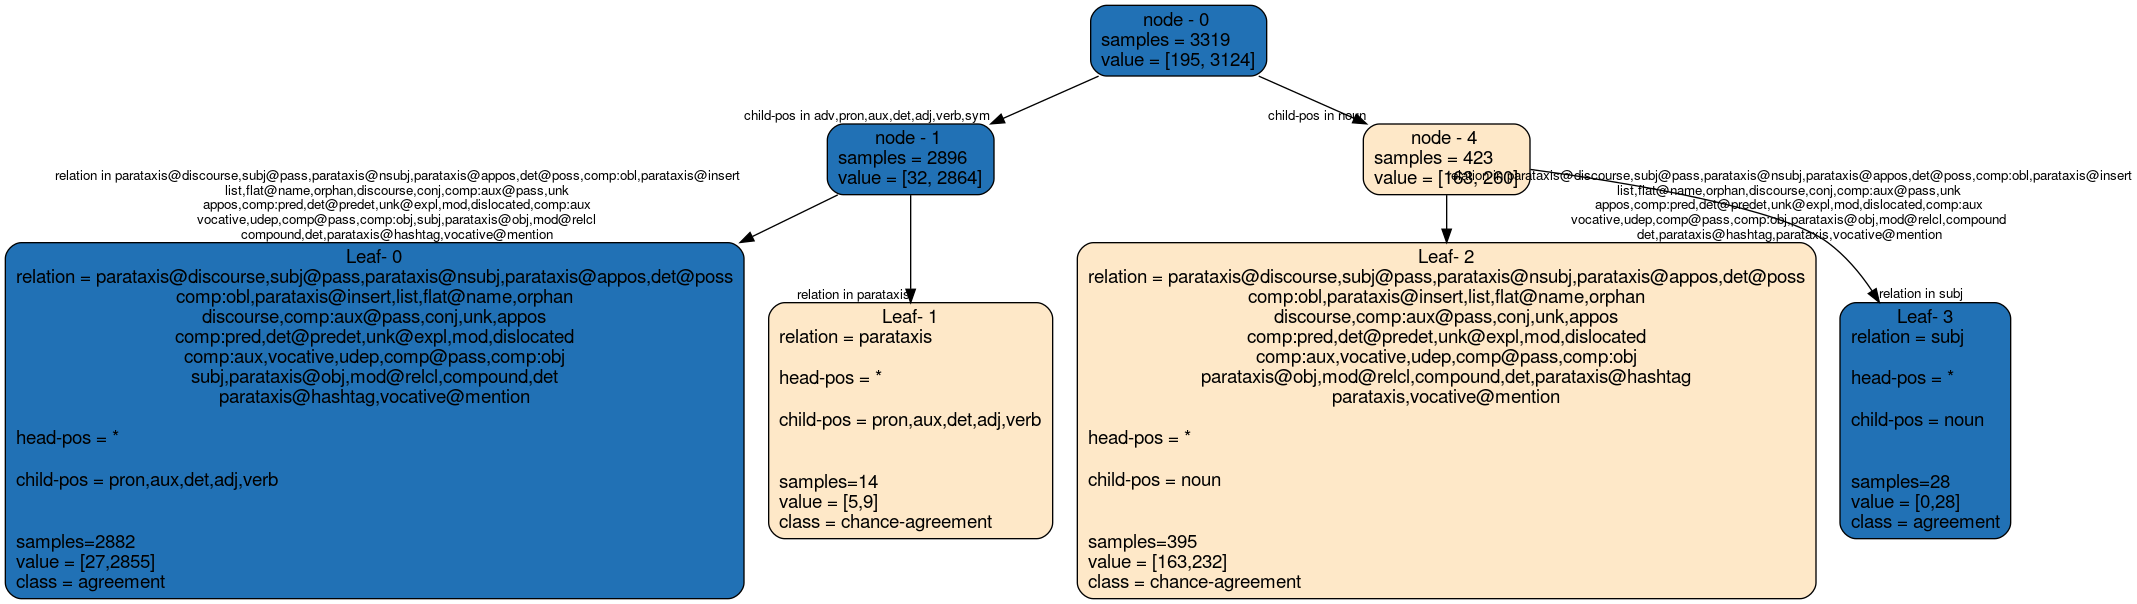 node - 0
samples = 3319
value = [195, 3124]
child-pos in adv,pron,aux,det,adj,verb,sym
child-pos in noun
node - 1
samples = 2896
value = [32, 2864]
node - 4
samples = 423
value = [163, 260]
relation in parataxis@discourse,subj@pass,parataxis@nsubj,parataxis@appos,det@poss,comp:obl,parataxis@insert
list,flat@name,orphan,discourse,conj,comp:aux@pass,unk
appos,comp:pred,det@predet,unk@expl,mod,dislocated,comp:aux
vocative,udep,comp@pass,comp:obj,subj,parataxis@obj,mod@relcl
compound,det,parataxis@hashtag,vocative@mention
relation in parataxis
relation in parataxis@discourse,subj@pass,parataxis@nsubj,parataxis@appos,det@poss,comp:obl,parataxis@insert
list,flat@name,orphan,discourse,conj,comp:aux@pass,unk
appos,comp:pred,det@predet,unk@expl,mod,dislocated,comp:aux
vocative,udep,comp@pass,comp:obj,parataxis@obj,mod@relcl,compound
det,parataxis@hashtag,parataxis,vocative@mention
relation in subj
Leaf- 0
relation = parataxis@discourse,subj@pass,parataxis@nsubj,parataxis@appos,det@poss
comp:obl,parataxis@insert,list,flat@name,orphan
discourse,comp:aux@pass,conj,unk,appos
comp:pred,det@predet,unk@expl,mod,dislocated
comp:aux,vocative,udep,comp@pass,comp:obj
subj,parataxis@obj,mod@relcl,compound,det
parataxis@hashtag,vocative@mention
head-pos = *
child-pos = pron,aux,det,adj,verb
samples=2882
value = [27,2855]
class = agreement
Leaf- 1
relation = parataxis
head-pos = *
child-pos = pron,aux,det,adj,verb
samples=14
value = [5,9]
class = chance-agreement
Leaf- 2
relation = parataxis@discourse,subj@pass,parataxis@nsubj,parataxis@appos,det@poss
comp:obl,parataxis@insert,list,flat@name,orphan
discourse,comp:aux@pass,conj,unk,appos
comp:pred,det@predet,unk@expl,mod,dislocated
comp:aux,vocative,udep,comp@pass,comp:obj
parataxis@obj,mod@relcl,compound,det,parataxis@hashtag
parataxis,vocative@mention
head-pos = *
child-pos = noun
samples=395
value = [163,232]
class = chance-agreement
Leaf- 3
relation = subj
head-pos = *
child-pos = noun
samples=28
value = [0,28]
class = agreement